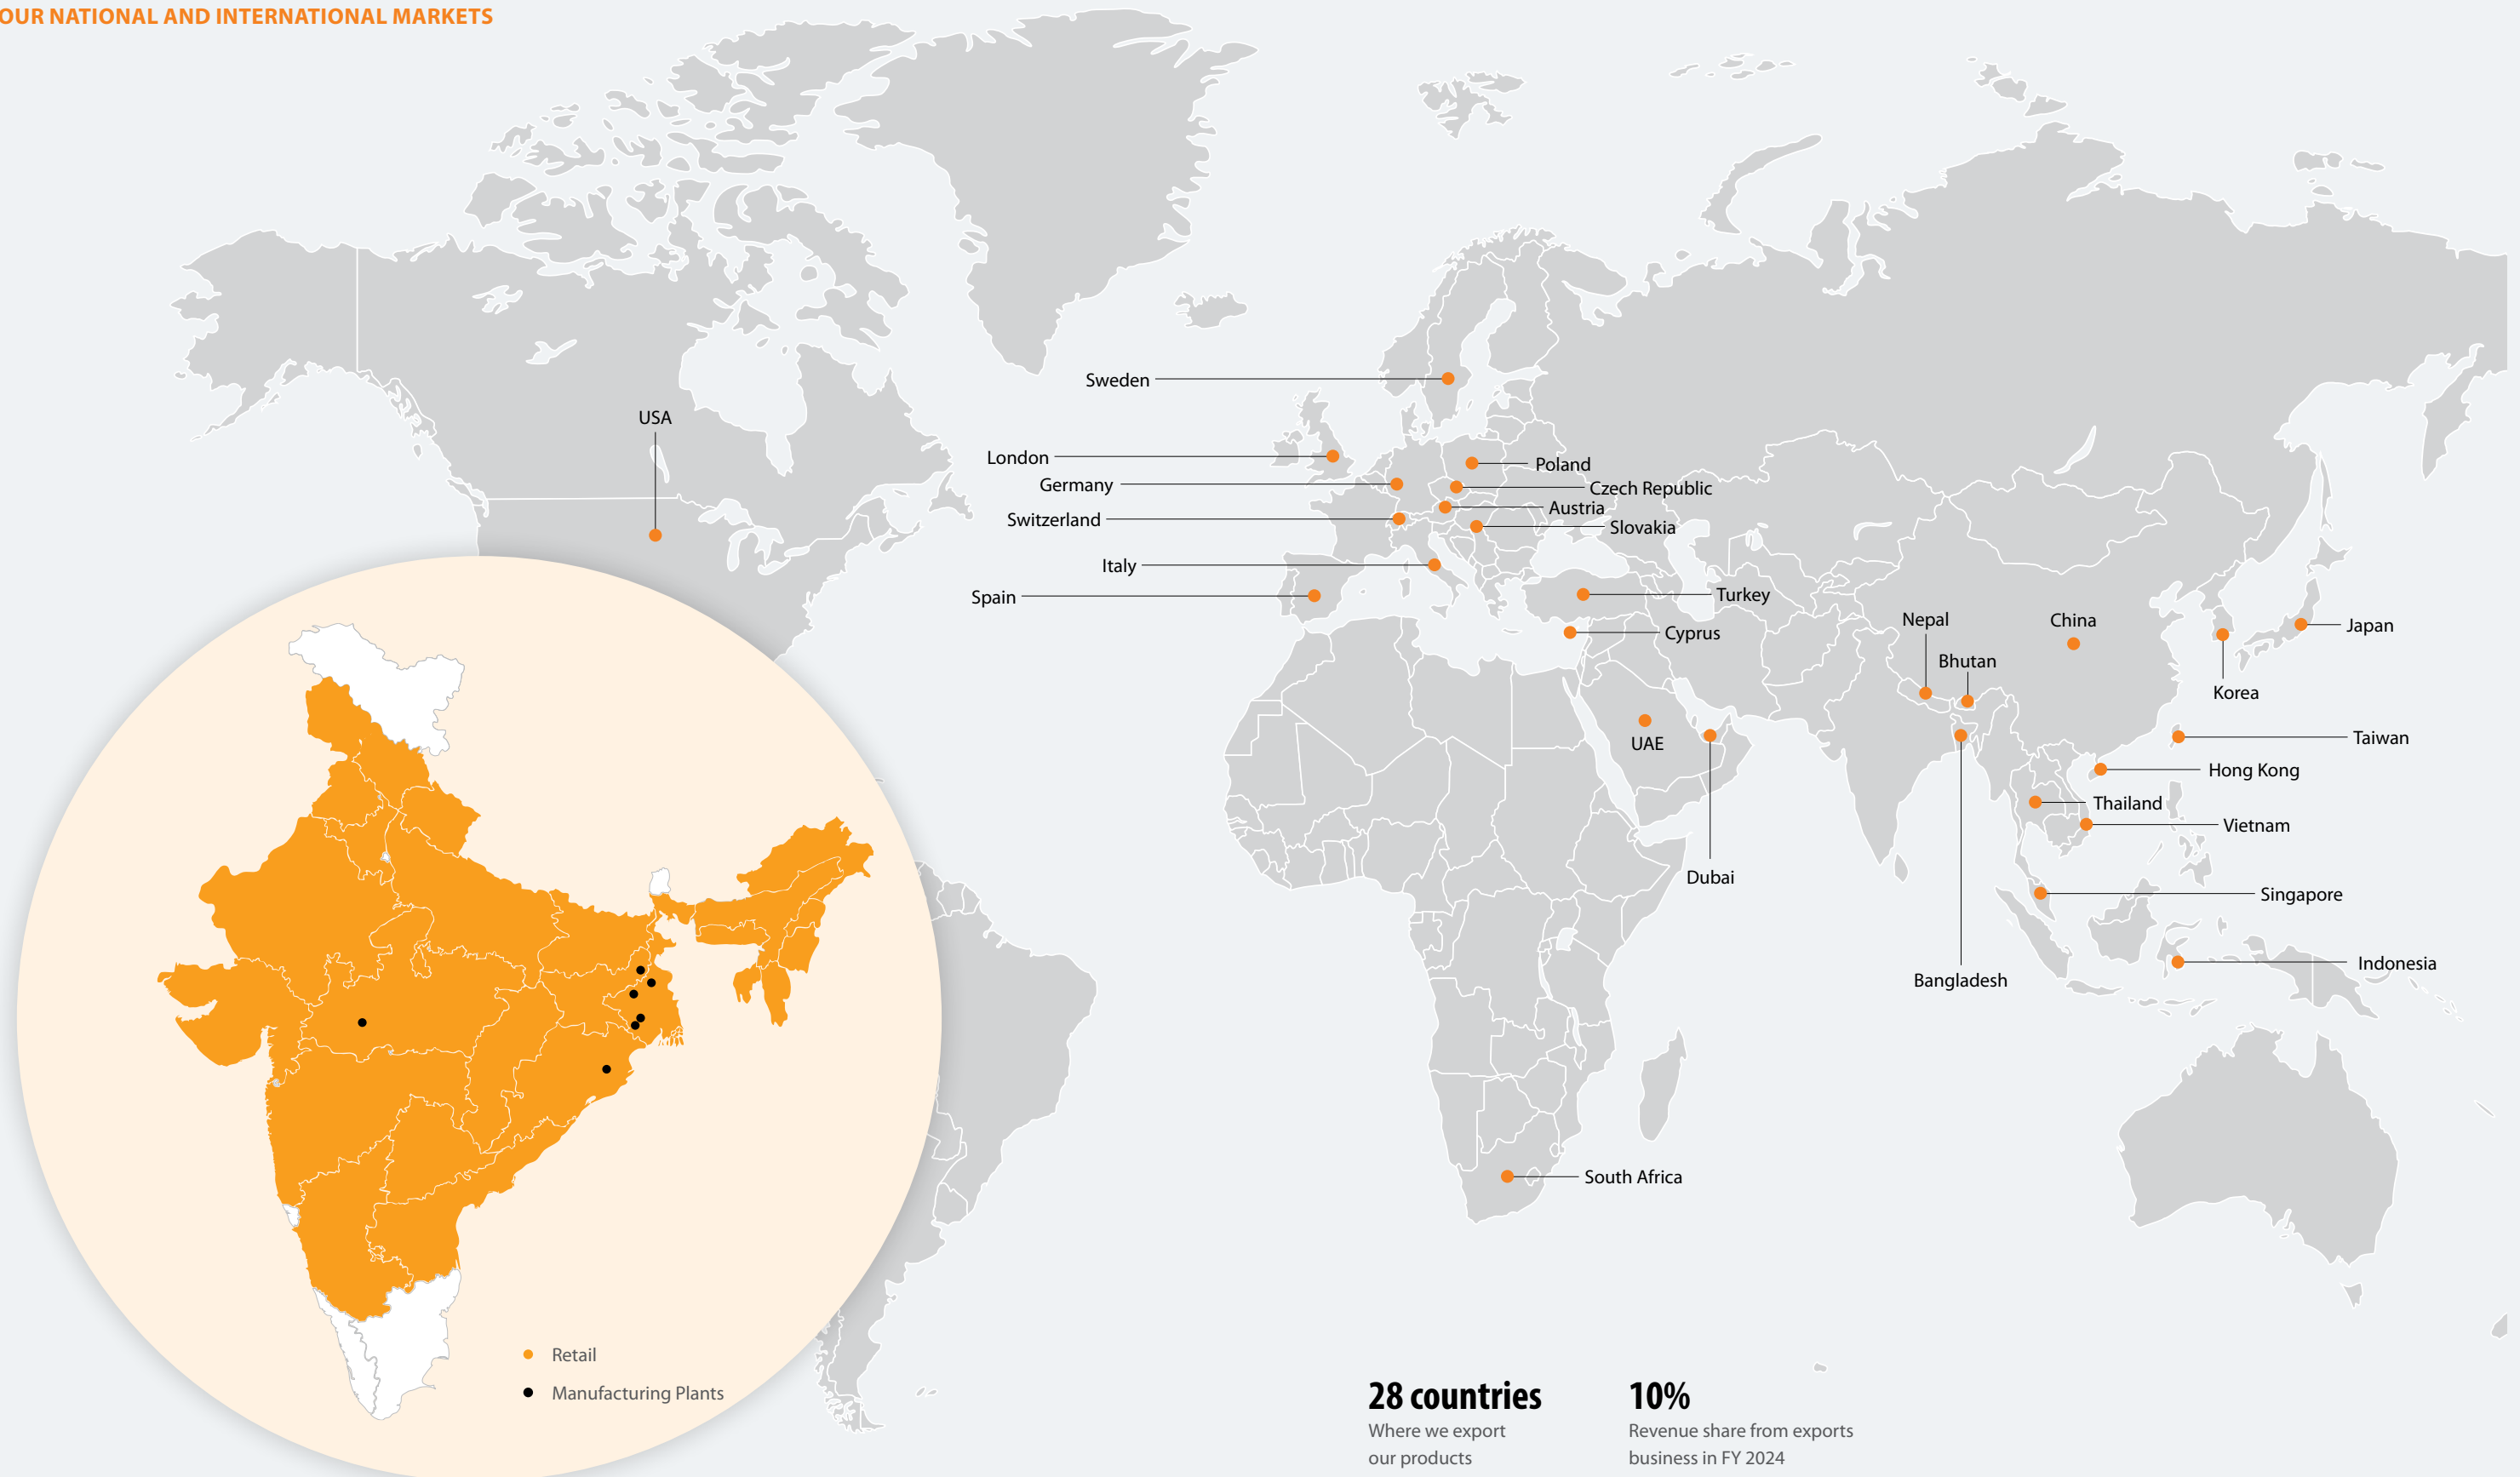 OUR NATIONAL AND INTERNATIONAL MARKETS
Sweden
USA
London
Poland
Germany
Czech Republic
Austria
Switzerland
Slovakia
Italy
Spain
Turkey
Nepal
China
Japan
Cyprus
Bhutan
Korea
UAE
Taiwan
Hong Kong
Thailand
Vietnam
Dubai
Singapore
Indonesia
Bangladesh
South Africa
Retail
Manufacturing Plants
28 countries
Where we export
our products
10%
Revenue share from exports
business in FY 2024